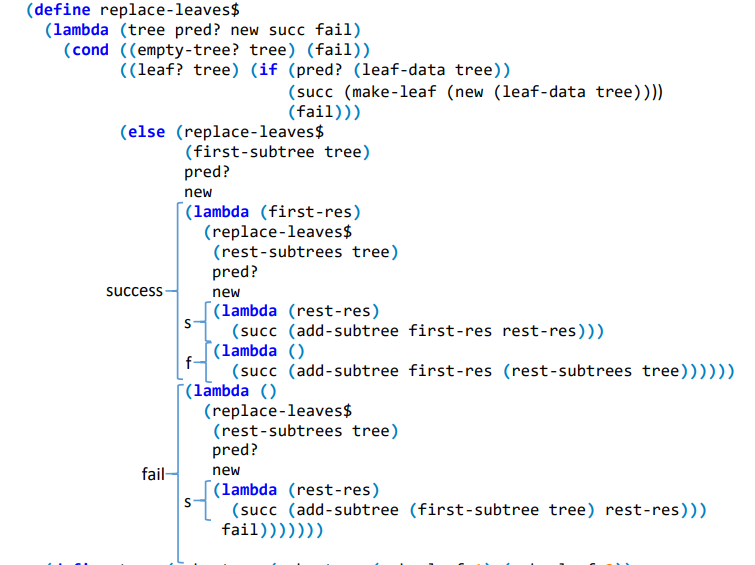 (define replace-leaves$
(lambda (tree pred? new succ fail)
(cond ((empty-tree? tree) (fail))
((leaf? tree) (if (pred? (leaf-data tree))
(succ (make-leaf (new (leaf-data tree))))
(fail)))
(else (replace-leaves$
(first-subtree tree)
pred?
new
(lambda (first-res)
(replace-leaves$
(rest-subtrees tree)
pred?
success
new
s
(lambda (rest-res)
(succ (add-subtree first-res rest-res)))
f
(lambda ()
(succ (add-subtree first-res (rest-subtrees tree))))))
(lambda ()
(replace-leaves$
(rest-subtrees tree)
pred?
fail
new
s
(lambda (rest-res)
(succ (add-subtree (first-subtree tree) rest-res)))
fail)))))))